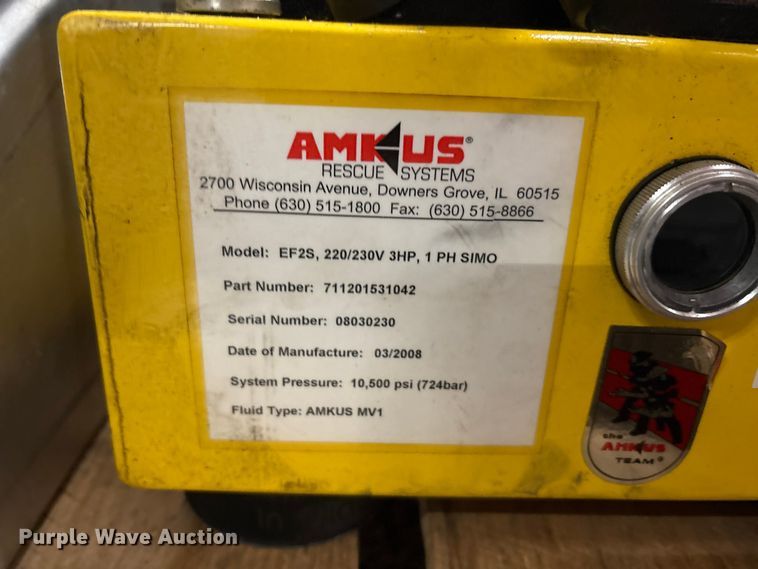 AMKUS®
RESCUE SYSTEMS
2700 Wisconsin Avenue, Downers Grove, IL 60515
Phone (630) 515-1800 Fax: (630) 515-8866
Model: EF2S, 220/230V 3HP, 1 PH SIMO
Part Number: 711201531042
Serial Number: 08030230
Date of Manufacture: 03/2008
System Pressure: 10,500 psi (724bar)
Fluid Type: AMKUS MV1
the
AMKUS
TEAM®
Purple Wave Auction